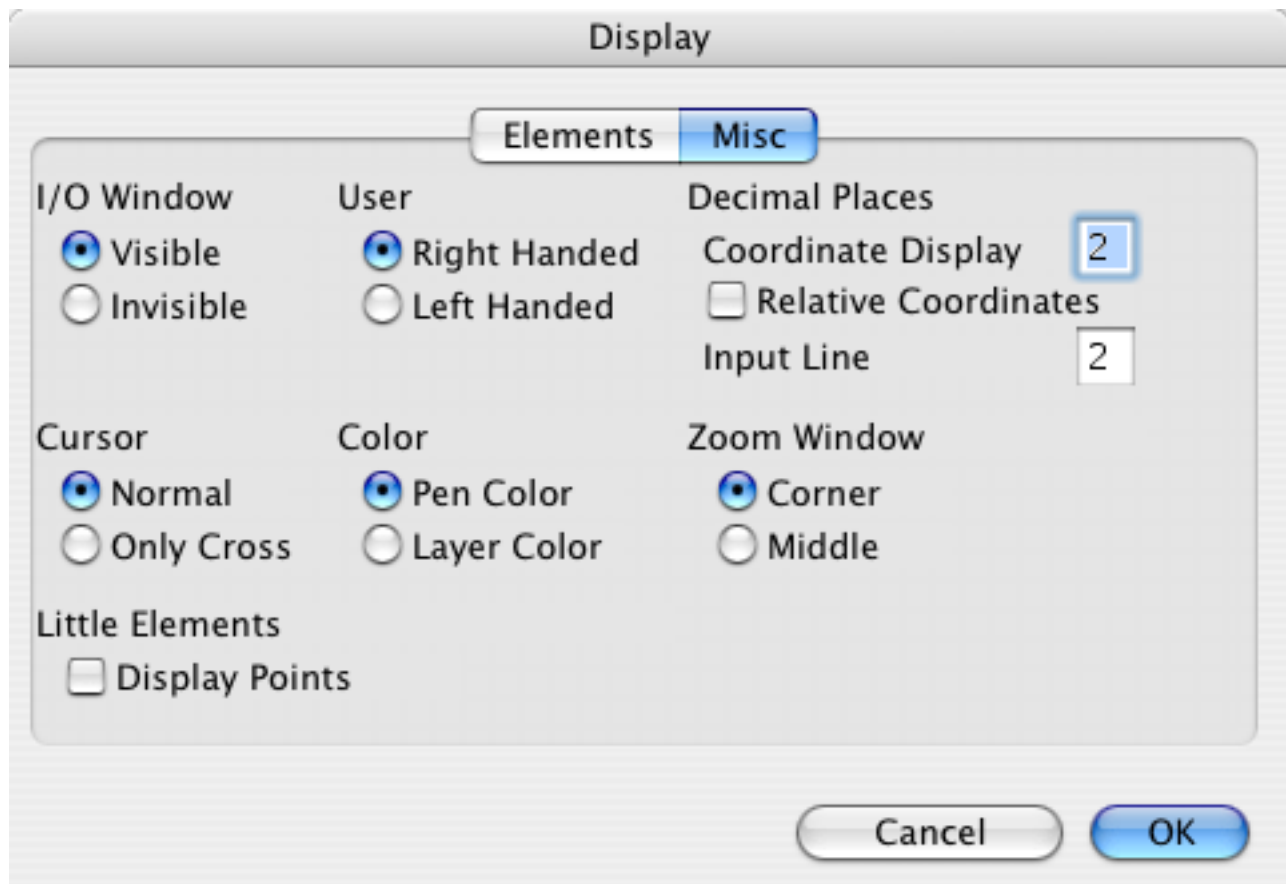 Display
Elements Misc
I/O Window
Visible
Invisible
User
Right Handed
Left Handed
Decimal Places
Coordinate Display 2
Relative Coordinates
Input Line 2
Cursor
Normal
Only Cross
Color
Pen Color
Layer Color
Zoom Window
Corner
Middle
Little Elements
Display Points
Cancel OK